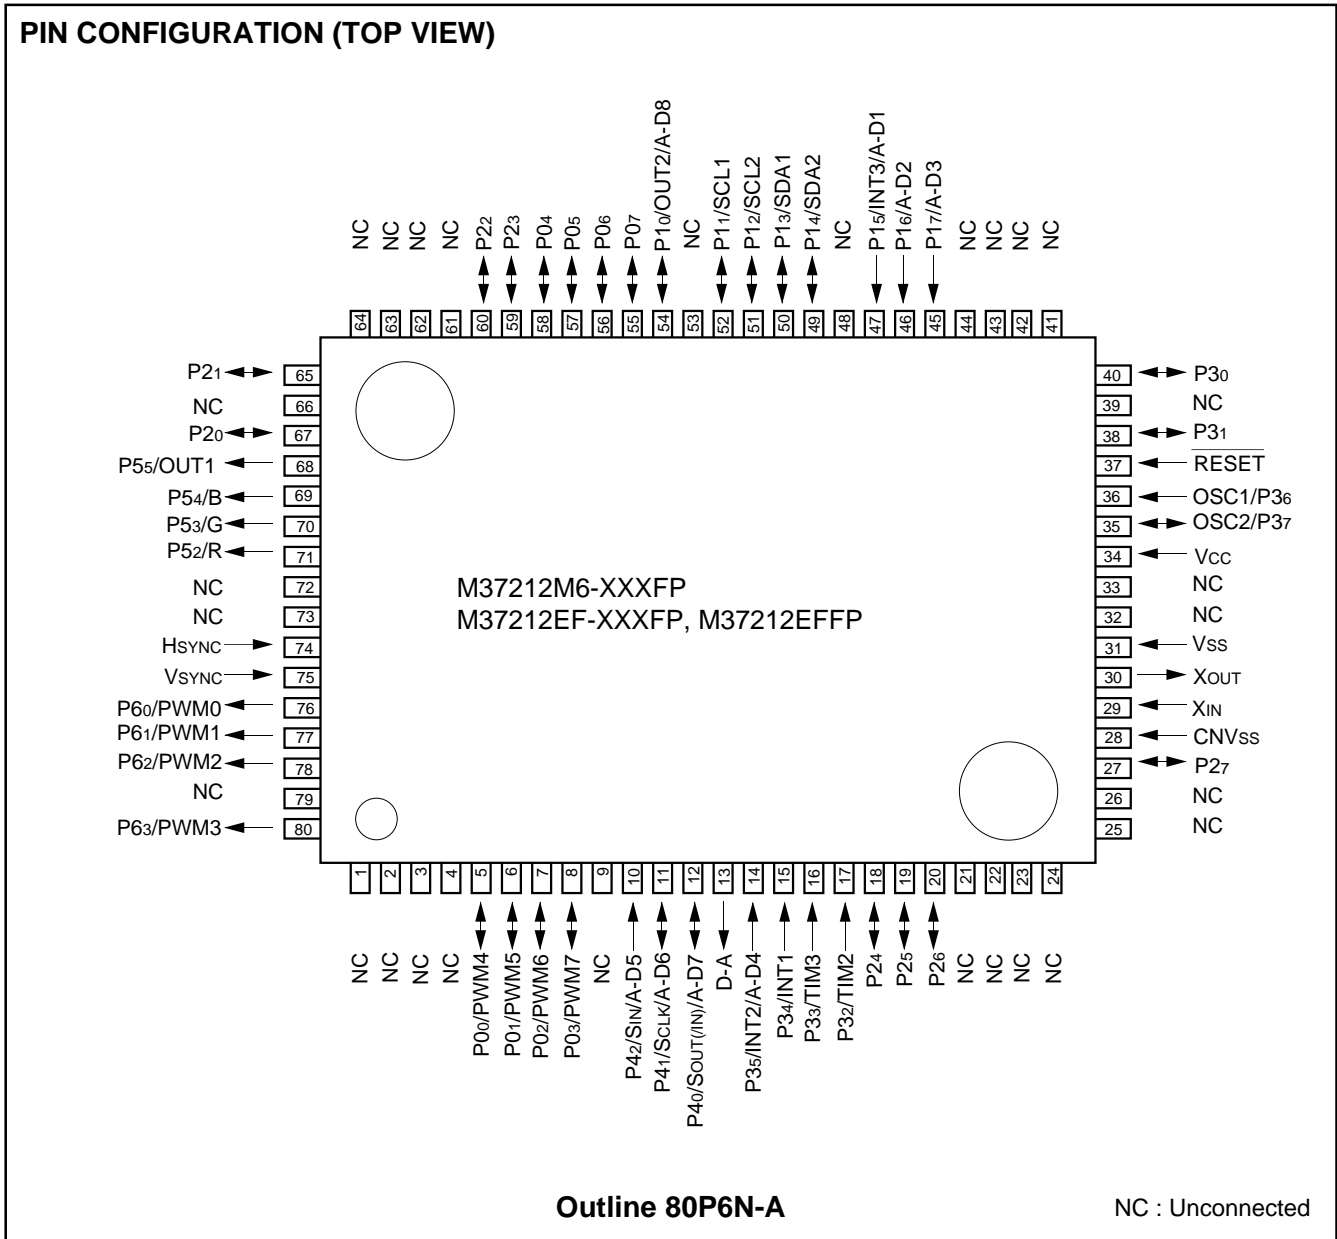 PIN CONFIGURATION (TOP VIEW)
NC
NC
NC
NC
P22
P23
P04
P05
P06
P07
P10/OUT2/A-D8
NC
P11/SCL1
P12/SCL2
P13/SDA1
P14/SDA2
NC
P15/INT3/A-D1
P16/A-D2
P17/A-D3
NC
NC
NC
NC
64
63
62
61
60
59
58
57
56
55
54
53
52
51
50
49
48
47
46
45
44
43
42
41
P21 65
NC 66
P20 67
P55/OUT1 68
P54/B 69
P53/G 70
P52/R 71
NC 72
NC 73
HSYNC 74
VSYNC 75
P60/PWM0 76
P61/PWM1 77
P62/PWM2 78
NC 79
P63/PWM3 80
M37212M6-XXXFP
M37212EF-XXXFP, M37212EFFP
40 P30
39 NC
38 P31
37 RESET
36 OSC1/P36
35 OSC2/P37
34 VCC
33 NC
32 NC
31 VSS
30 XOUT
29 XIN
28 CNVSS
27 P27
26 NC
25 NC
1
2
3
4
5
6
7
8
9
10
11
12
13
14
15
16
17
18
19
20
21
22
23
24
NC
NC
NC
NC
P00/PWM4
P01/PWM5
P02/PWM6
P03/PWM7
NC
P42/SIN/A-D5
P41/SCLK/A-D6
P40/SOUT(/IN)/A-D7
D-A
P35/INT2/A-D4
P34/INT1
P33/TIM3
P32/TIM2
P24
P25
P26
NC
NC
NC
NC
Outline 80P6N-A
NC : Unconnected